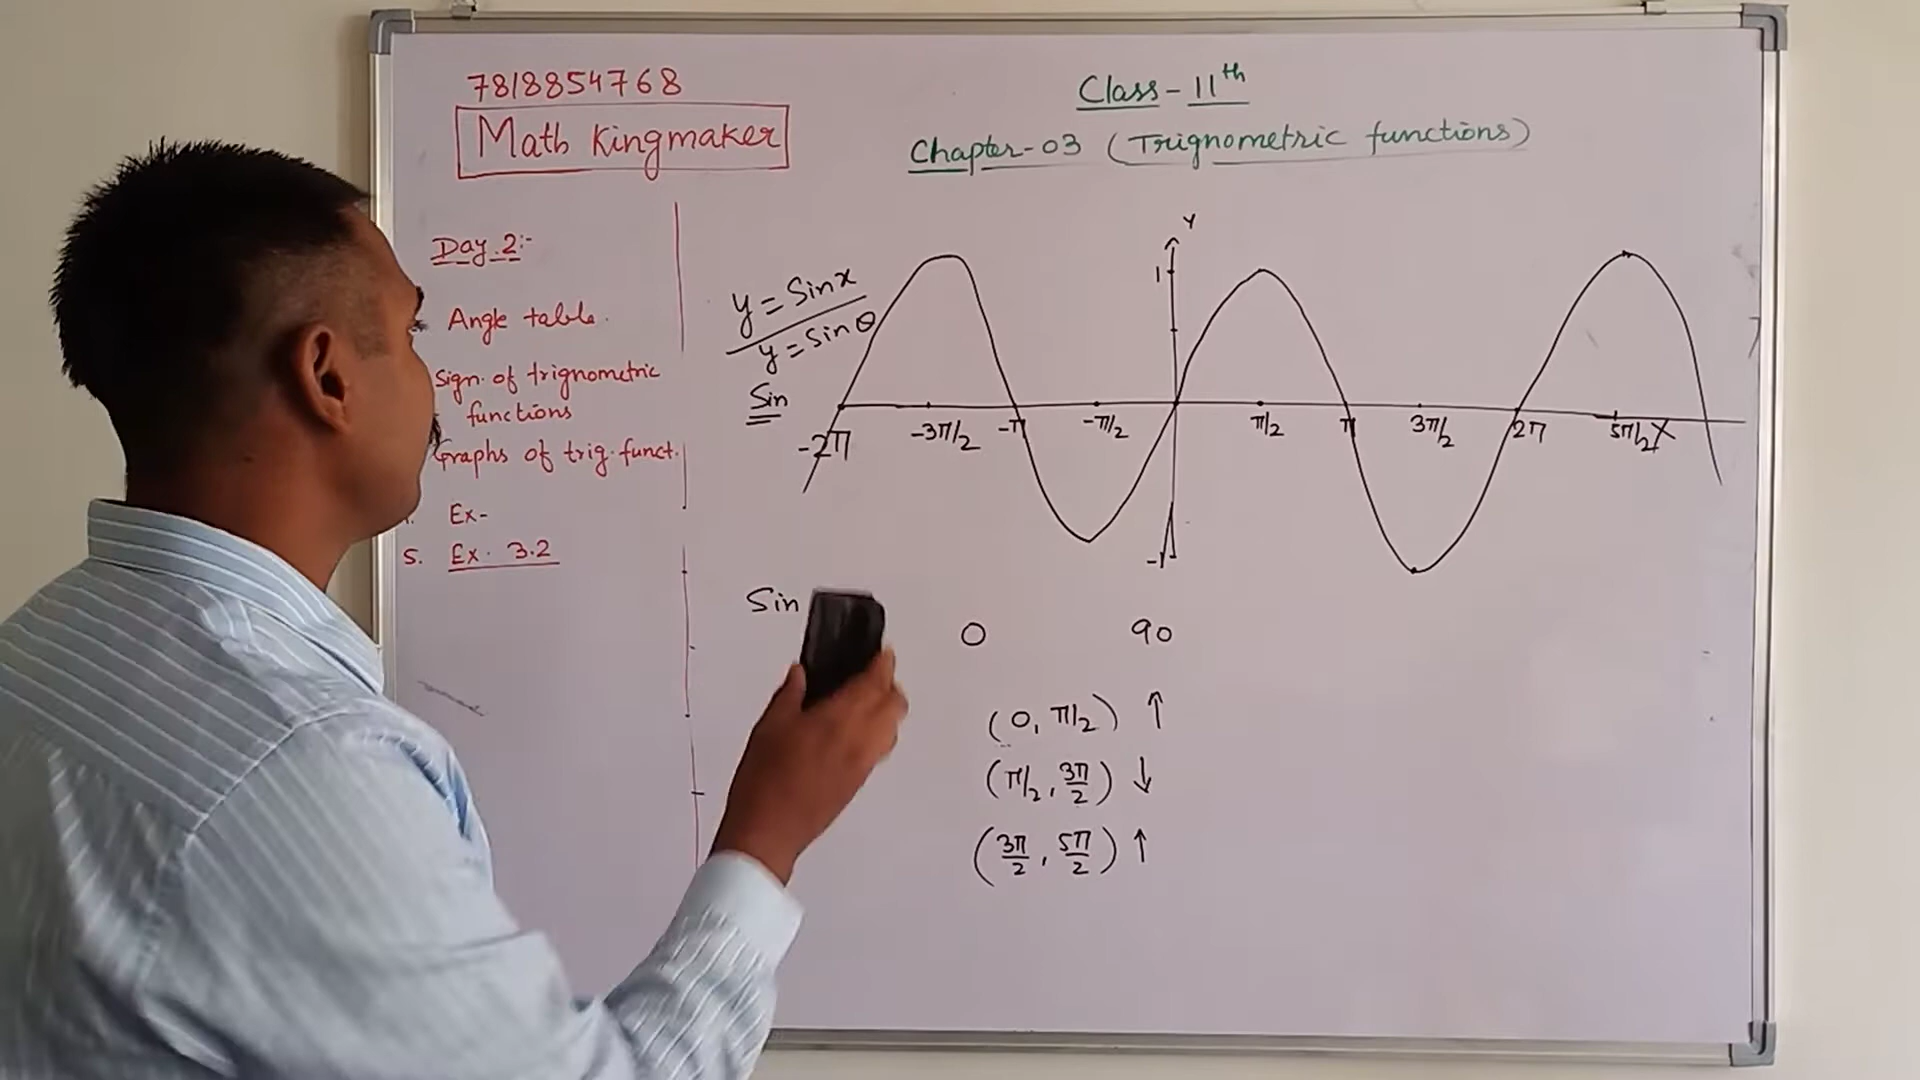 7818854768
Math Kingmaker
Class-11th
Chapter-03 (Trignometric functions)
Day.2:-
Angle table.
Sign. of trignometric
functions
Graphs of trig. funct.
Ex-
5. Ex. 3.2
y = Sinx
y = Sin θ
Sin
Y
1
-2π -3π/2 -π -π/2 π/2 π 3π/2 2π 5π/2 X
-1
Sin
0 90
(0, π/2) ↑
(π/2, 3π/2) ↓
(3π/2, 5π/2) ↑